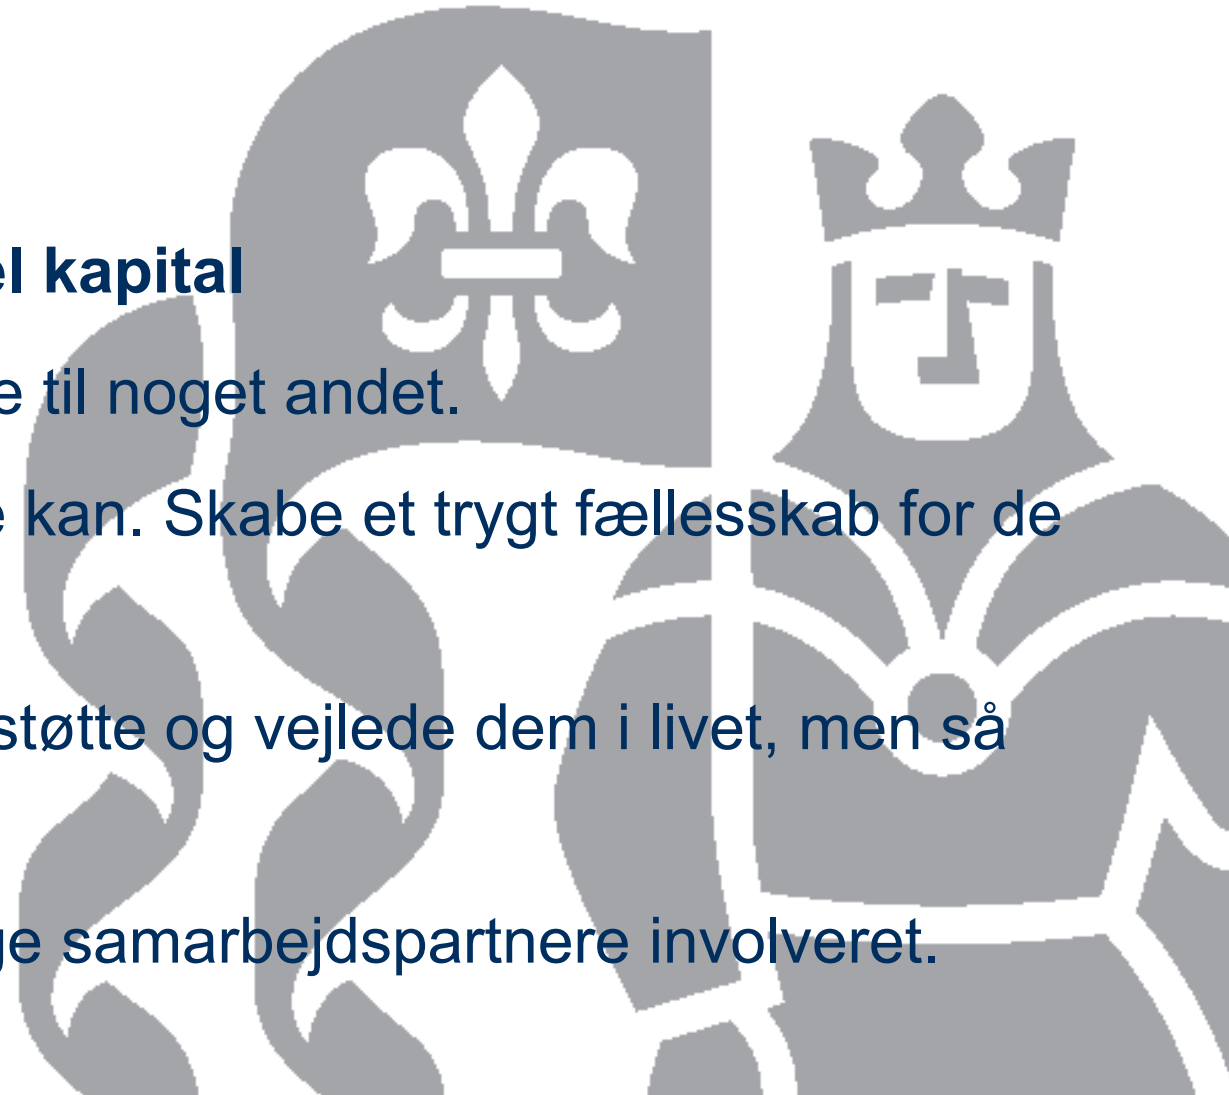 el kapital
e til noget andet.
e kan. Skabe et trygt fællesskab for de
støtte og vejlede dem i livet, men så
ge samarbejdspartnere involveret.